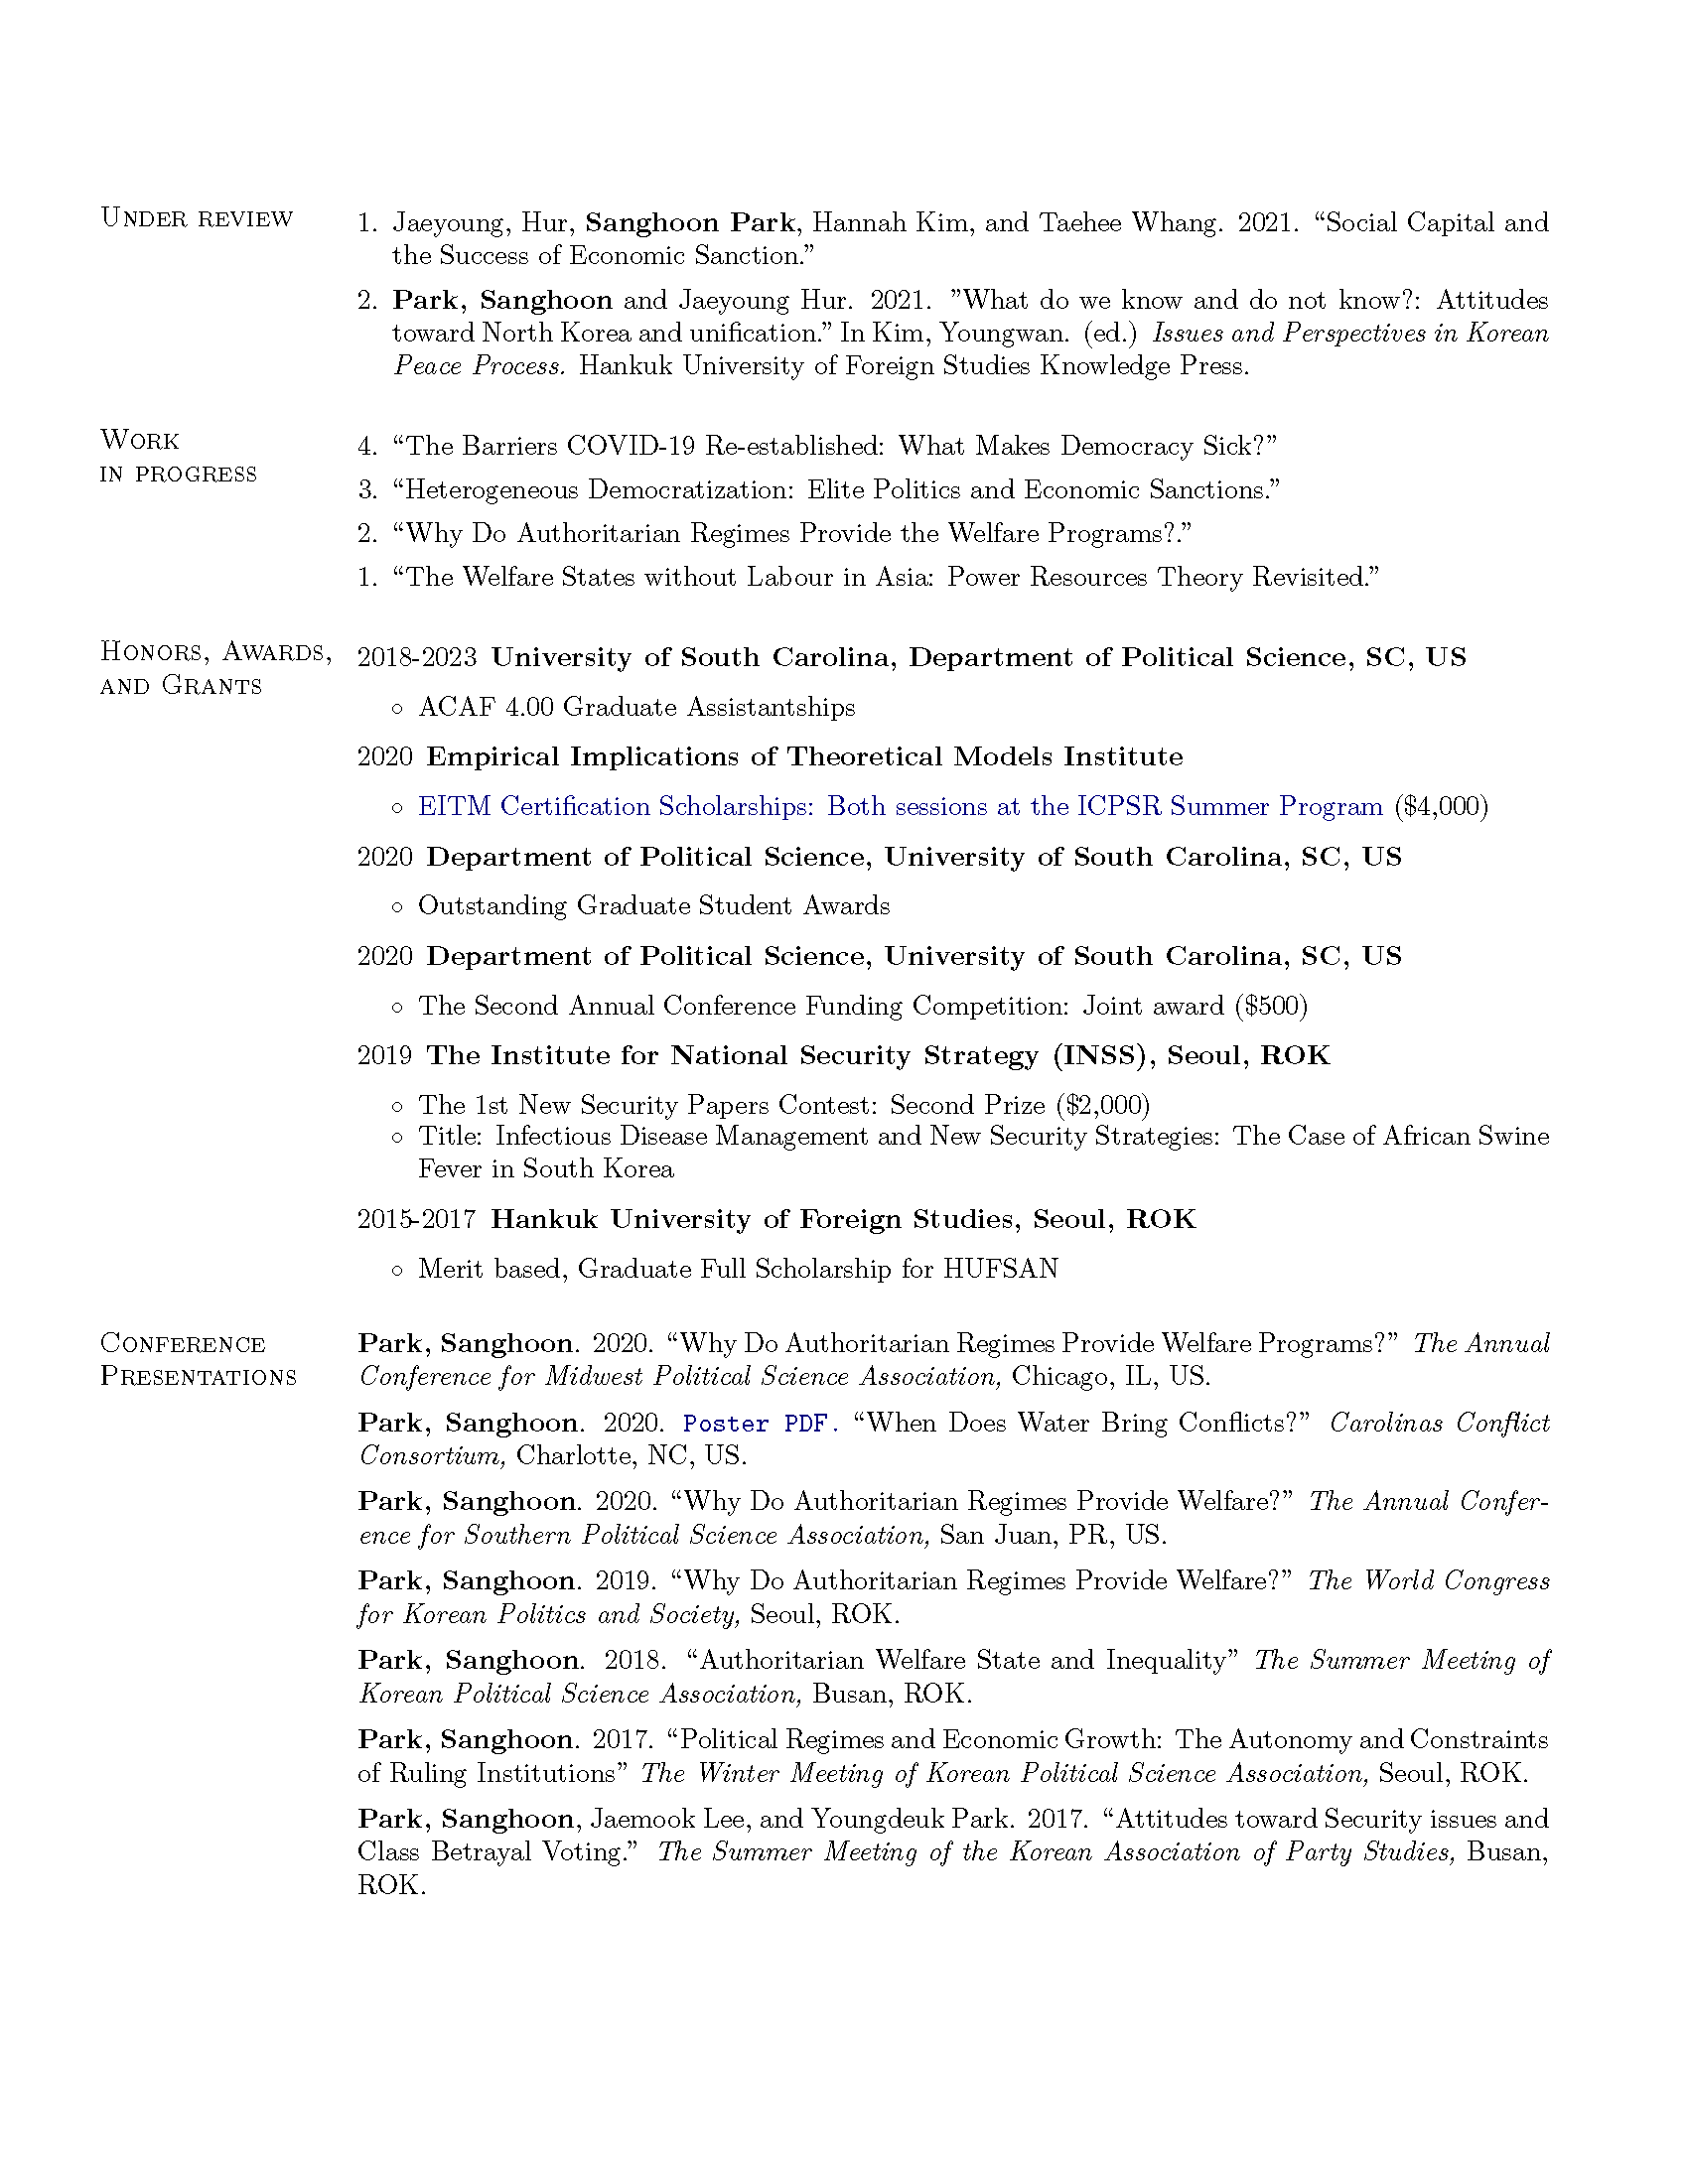 UNDER REVIEW
1. Jaeyoung, Hur, Sanghoon Park, Hannah Kim, and Taehee Whang. 2021. “Social Capital and
the Success of Economic Sanction.”
2. Park, Sanghoon and Jaeyoung Hur. 2021. ”What do we know and do not know?: Attitudes
toward North Korea and unification.” In Kim, Youngwan. (ed.) Issues and Perspectives in Korean
Peace Process. Hankuk University of Foreign Studies Knowledge Press.
WORK
IN PROGRESS
4. “The Barriers COVID-19 Re-established: What Makes Democracy Sick?”
3. “Heterogeneous Democratization: Elite Politics and Economic Sanctions.”
2. “Why Do Authoritarian Regimes Provide the Welfare Programs?.”
1. “The Welfare States without Labour in Asia: Power Resources Theory Revisited.”
HONORS, AWARDS,
AND GRANTS
2018-2023 University of South Carolina, Department of Political Science, SC, US
◦ ACAF 4.00 Graduate Assistantships
2020 Empirical Implications of Theoretical Models Institute
◦ EITM Certification Scholarships: Both sessions at the ICPSR Summer Program ($4,000)
2020 Department of Political Science, University of South Carolina, SC, US
◦ Outstanding Graduate Student Awards
2020 Department of Political Science, University of South Carolina, SC, US
◦ The Second Annual Conference Funding Competition: Joint award ($500)
2019 The Institute for National Security Strategy (INSS), Seoul, ROK
◦ The 1st New Security Papers Contest: Second Prize ($2,000)
◦ Title: Infectious Disease Management and New Security Strategies: The Case of African Swine
Fever in South Korea
2015-2017 Hankuk University of Foreign Studies, Seoul, ROK
◦ Merit based, Graduate Full Scholarship for HUFSAN
CONFERENCE
PRESENTATIONS
Park, Sanghoon. 2020. “Why Do Authoritarian Regimes Provide Welfare Programs?” The Annual
Conference for Midwest Political Science Association, Chicago, IL, US.
Park, Sanghoon. 2020. Poster PDF. “When Does Water Bring Conflicts?” Carolinas Conflict
Consortium, Charlotte, NC, US.
Park, Sanghoon. 2020. “Why Do Authoritarian Regimes Provide Welfare?” The Annual Confer-
ence for Southern Political Science Association, San Juan, PR, US.
Park, Sanghoon. 2019. “Why Do Authoritarian Regimes Provide Welfare?” The World Congress
for Korean Politics and Society, Seoul, ROK.
Park, Sanghoon. 2018. “Authoritarian Welfare State and Inequality” The Summer Meeting of
Korean Political Science Association, Busan, ROK.
Park, Sanghoon. 2017. “Political Regimes and Economic Growth: The Autonomy and Constraints
of Ruling Institutions” The Winter Meeting of Korean Political Science Association, Seoul, ROK.
Park, Sanghoon, Jaemook Lee, and Youngdeuk Park. 2017. “Attitudes toward Security issues and
Class Betrayal Voting.” The Summer Meeting of the Korean Association of Party Studies, Busan,
ROK.